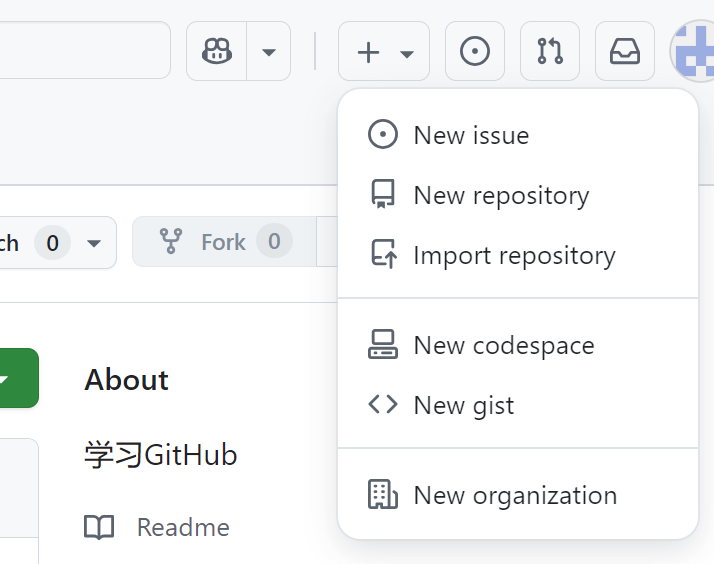 New issue
New repository
Import repository
New codespace
New gist
New organization
ch 0
Fork 0
About
学习GitHub
Readme